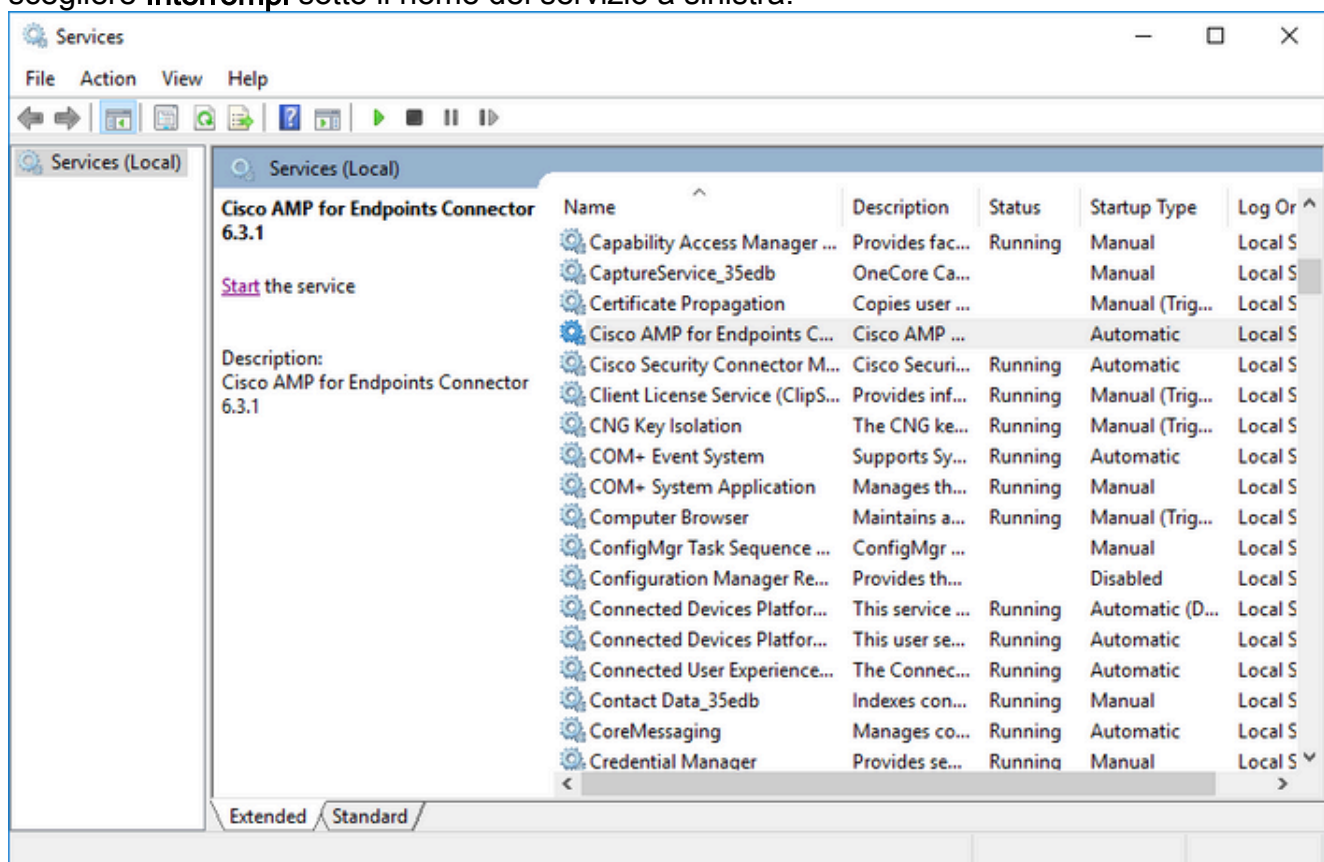 scegliere Interrompi sotto il nome del servizio a sinistra.
Services
File Action View Help
Services (Local)
Services (Local)
Cisco AMP for Endpoints Connector
6.3.1
Start the service
Description:
Cisco AMP for Endpoints Connector
6.3.1
Name Description Status Startup Type Log Or
Capability Access Manager ... Provides fac... Running Manual Local S
CaptureService_35edb OneCore Ca... Manual Local S
Certificate Propagation Copies user ... Manual (Trig... Local S
Cisco AMP for Endpoints C... Cisco AMP ... Automatic Local S
Cisco Security Connector M... Cisco Securi... Running Automatic Local S
Client License Service (ClipS... Provides inf... Running Manual (Trig... Local S
CNG Key Isolation The CNG ke... Running Manual (Trig... Local S
COM+ Event System Supports Sy... Running Automatic Local S
COM+ System Application Manages th... Running Manual Local S
Computer Browser Maintains a... Running Manual (Trig... Local S
ConfigMgr Task Sequence ... ConfigMgr ... Manual Local S
Configuration Manager Re... Provides th... Disabled Local S
Connected Devices Platfor... This service ... Running Automatic (D... Local S
Connected Devices Platfor... This user se... Running Automatic Local S
Connected User Experience... The Connec... Running Automatic Local S
Contact Data_35edb Indexes con... Running Manual Local S
CoreMessaging Manages co... Running Automatic Local S
Credential Manager Provides se... Running Manual Local S
Extended Standard